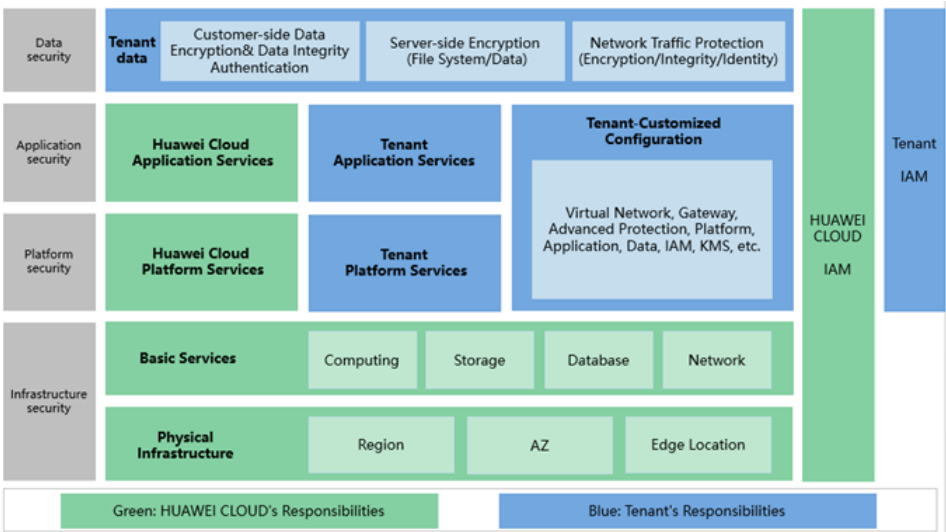 Data
security
Tenant
data
Customer-side Data
Encryption& Data Integrity
Authentication
Server-side Encryption
(File System/Data)
Network Traffic Protection
(Encryption/Integrity/Identity)
Application
security
Huawei Cloud
Application Services
Tenant
Application Services
Tenant-Customized
Configuration
Virtual Network, Gateway,
Advanced Protection, Platform,
Application, Data, IAM, KMS, etc.
Platform
security
Huawei Cloud
Platform Services
Tenant
Platform Services
HUAWEI
CLOUD
IAM
Tenant
IAM
Infrastructure
security
Basic Services
Computing
Storage
Database
Network
Physical
Infrastructure
Region
AZ
Edge Location
Green: HUAWEI CLOUD's Responsibilities
Blue: Tenant's Responsibilities